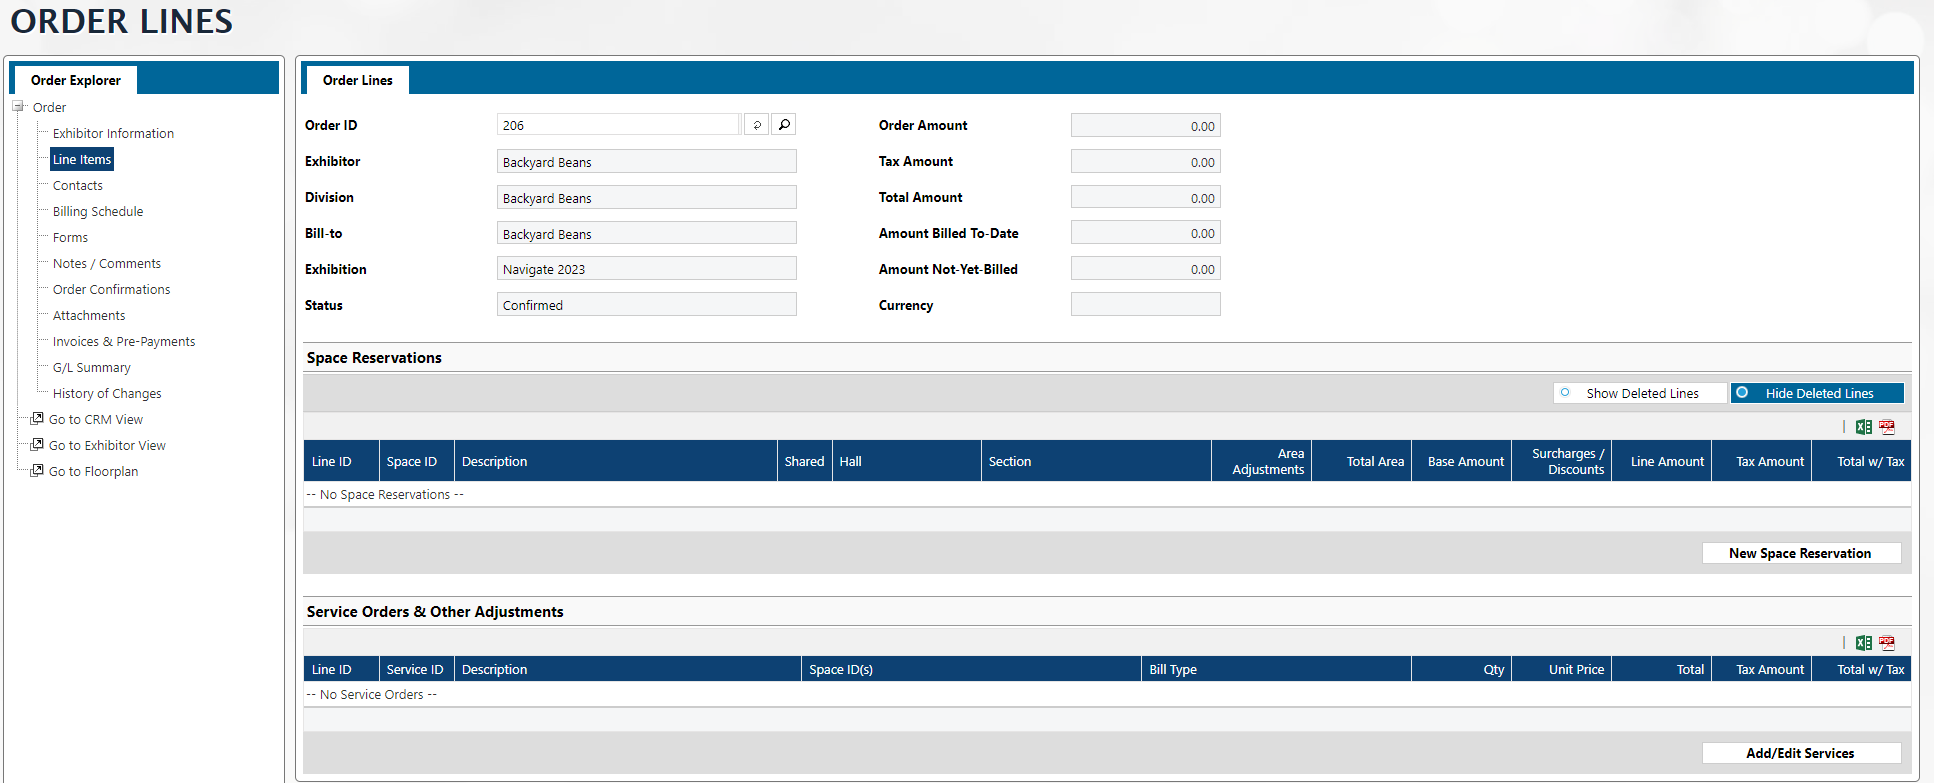 ORDER LINES
Order Explorer
Order
Exhibitor Information
Line Items
Contacts
Billing Schedule
Forms
Notes / Comments
Order Confirmations
Attachments
Invoices & Pre-Payments
G/L Summary
History of Changes
Go to CRM View
Go to Exhibitor View
Go to Floorplan
Order Lines
Order ID 206
Exhibitor Backyard Beans
Division Backyard Beans
Bill-to Backyard Beans
Exhibition Navigate 2023
Status Confirmed
Order Amount 0.00
Tax Amount 0.00
Total Amount 0.00
Amount Billed To-Date 0.00
Amount Not-Yet-Billed 0.00
Currency
Space Reservations
Show Deleted Lines Hide Deleted Lines
Line ID Space ID Description Shared Hall Section Area Adjustments Total Area Base Amount Surcharges / Discounts Line Amount Tax Amount Total w/ Tax
-- No Space Reservations --
New Space Reservation
Service Orders & Other Adjustments
Line ID Service ID Description Space ID(s) Bill Type Qty Unit Price Total Tax Amount Total w/ Tax
-- No Service Orders --
Add/Edit Services